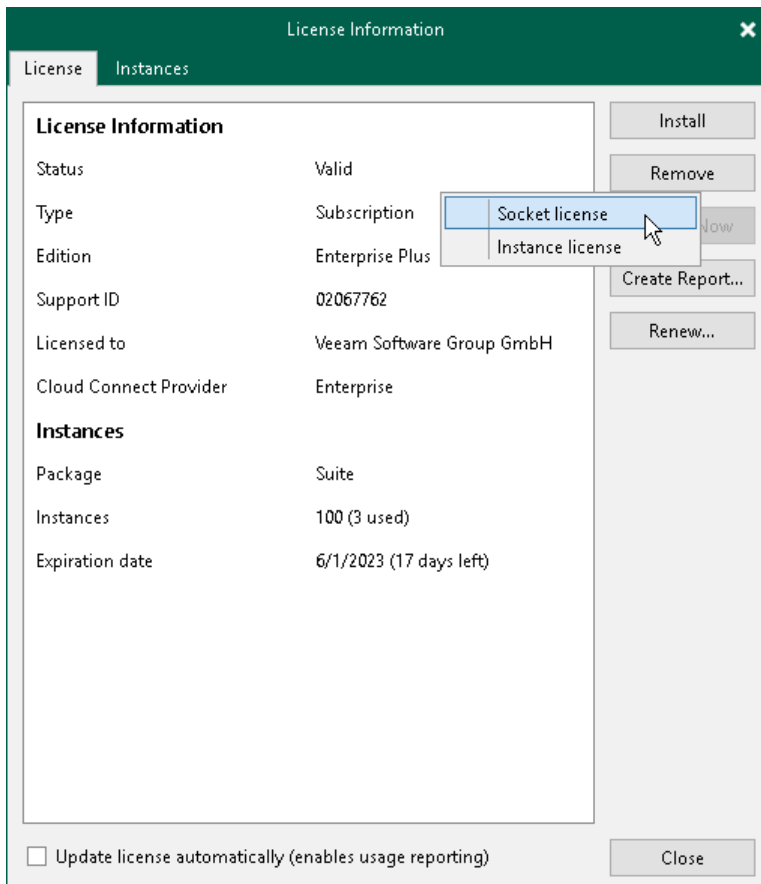 License Information
License Instances
License Information
Status Valid
Type Subscription
Edition Enterprise Plus
Support ID 02067762
Licensed to Veeam Software Group GmbH
Cloud Connect Provider Enterprise
Instances
Package Suite
Instances 100 (3 used)
Expiration date 6/1/2023 (17 days left)
Install
Remove
Socket license
Instance license
Now
Create Report...
Renew...
Update license automatically (enables usage reporting)
Close